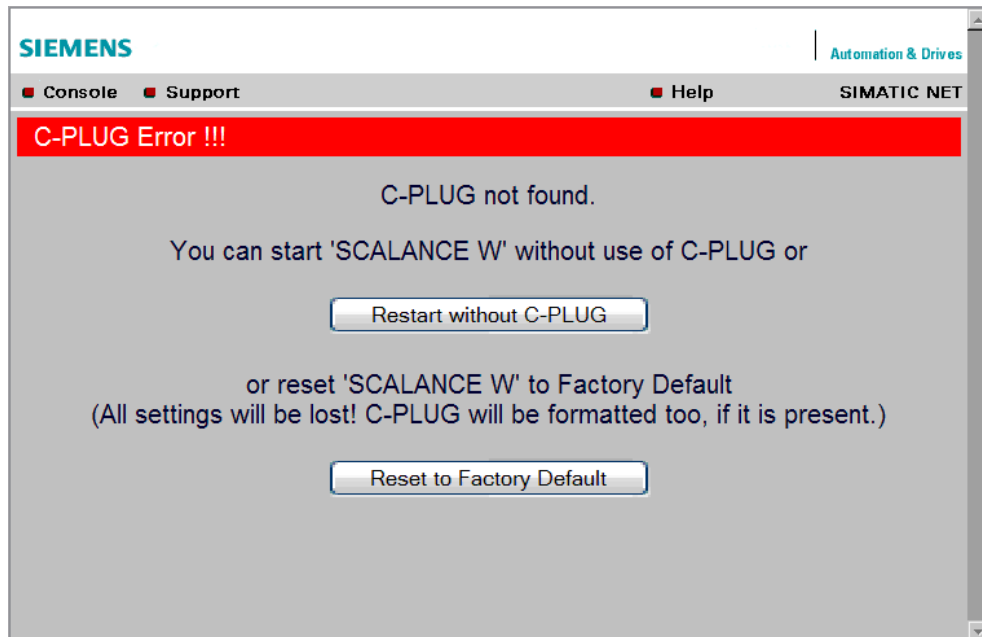 SIEMENS
Automation & Drives
Console Support Help SIMATIC NET
C-PLUG Error !!!
C-PLUG not found.
You can start 'SCALANCE W' without use of C-PLUG or
Restart without C-PLUG
or reset 'SCALANCE W' to Factory Default
(All settings will be lost! C-PLUG will be formatted too, if it is present.)
Reset to Factory Default